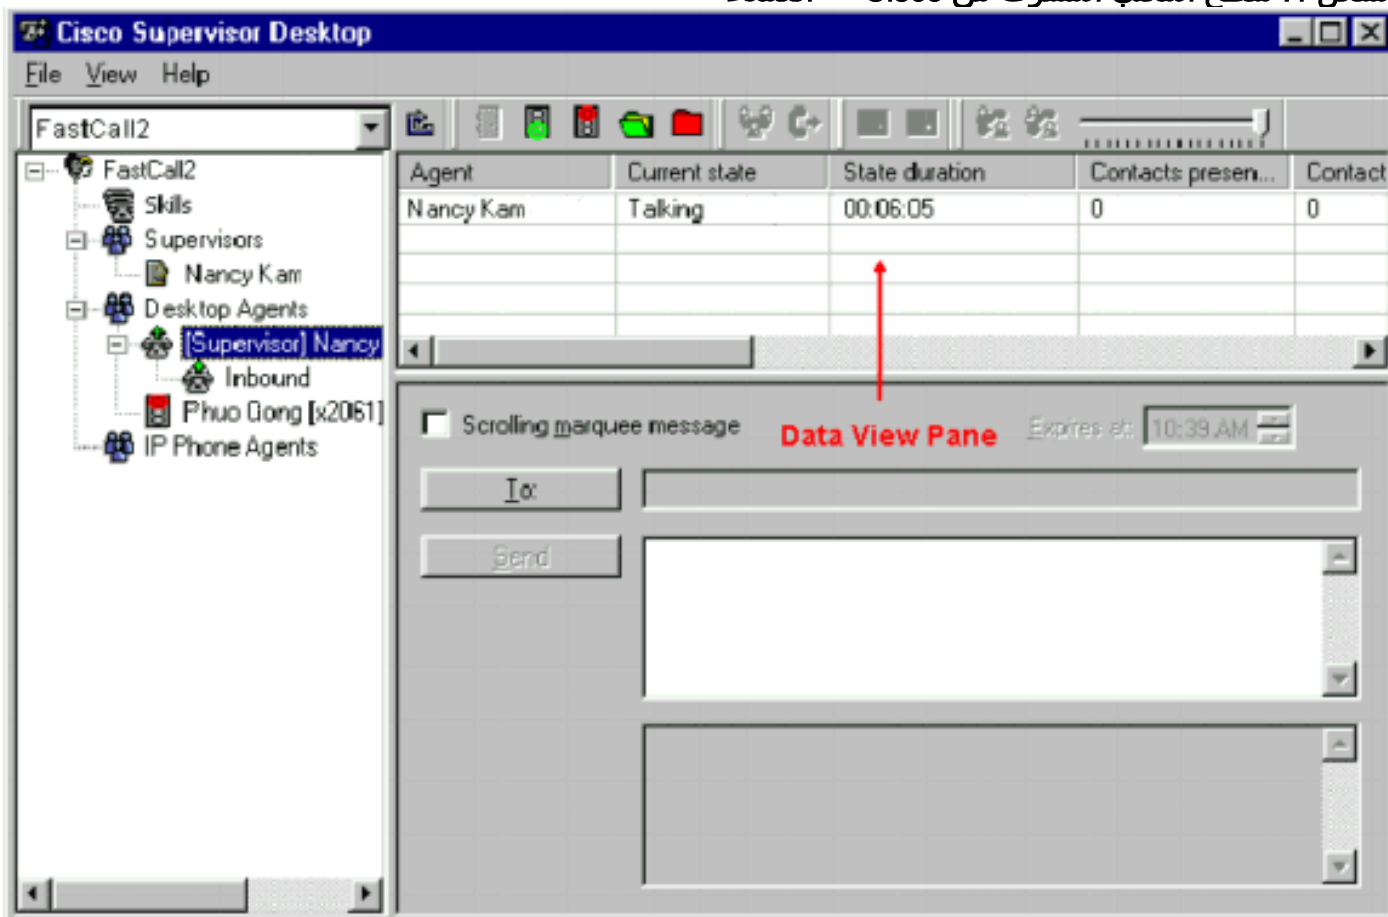 Cisco
Cisco Supervisor Desktop
File View Help
FastCall2
FastCall2
Skills
Supervisors
Nancy Kam
Desktop Agents
[Supervisor] Nancy
Inbound
Phuo Gong [x2061]
IP Phone Agents
Agent Current state State duration Contacts presen... Contact
Nancy Kam Talking 00:06:05 0 0
Scrolling marquee message
Data View Pane
Expires at: 10:39 AM
To:
Send